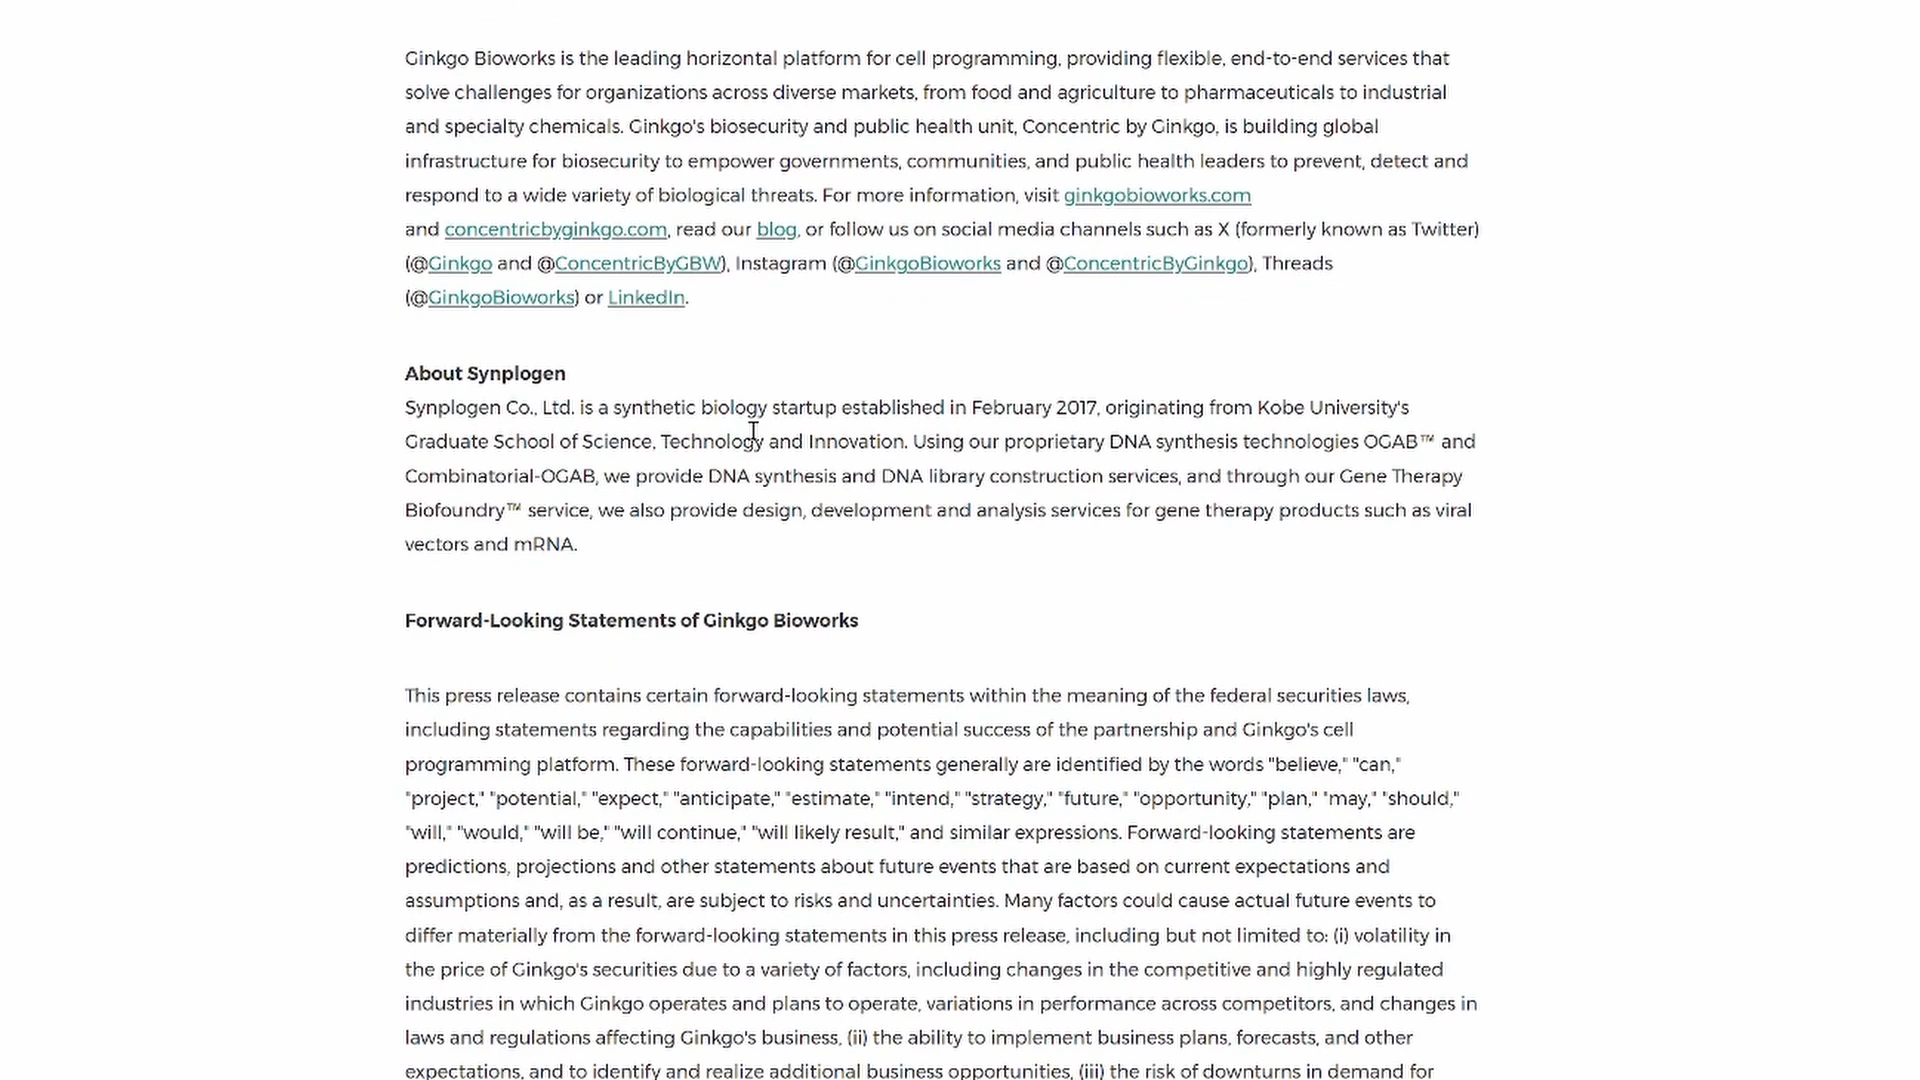 Ginkgo Bioworks is the leading horizontal platform for cell programming, providing flexible, end-to-end services that
solve challenges for organizations across diverse markets, from food and agriculture to pharmaceuticals to industrial
and specialty chemicals. Ginkgo's biosecurity and public health unit, Concentric by Ginkgo, is building global
infrastructure for biosecurity to empower governments, communities, and public health leaders to prevent, detect and
respond to a wide variety of biological threats. For more information, visit ginkgobioworks.com
and concentricbyginkgo.com, read our blog, or follow us on social media channels such as X (formerly known as Twitter)
(@Ginkgo and @ConcentricByGBW), Instagram (@GinkgoBioworks and @ConcentricByGinkgo), Threads
(@GinkgoBioworks) or LinkedIn.
About Synplogen
Synplogen Co., Ltd. is a synthetic biology startup established in February 2017, originating from Kobe University's
Graduate School of Science, Technology and Innovation. Using our proprietary DNA synthesis technologies OGAB™ and
Combinatorial-OGAB, we provide DNA synthesis and DNA library construction services, and through our Gene Therapy
Biofoundry™ service, we also provide design, development and analysis services for gene therapy products such as viral
vectors and mRNA.
Forward-Looking Statements of Ginkgo Bioworks
This press release contains certain forward-looking statements within the meaning of the federal securities laws,
including statements regarding the capabilities and potential success of the partnership and Ginkgo's cell
programming platform. These forward-looking statements generally are identified by the words "believe," "can,"
"project," "potential," "expect," "anticipate," "estimate," "intend," "strategy," "future," "opportunity," "plan," "may," "should,"
"will," "would," "will be," "will continue," "will likely result," and similar expressions. Forward-looking statements are
predictions, projections and other statements about future events that are based on current expectations and
assumptions and, as a result, are subject to risks and uncertainties. Many factors could cause actual future events to
differ materially from the forward-looking statements in this press release, including but not limited to: (i) volatility in
the price of Ginkgo's securities due to a variety of factors, including changes in the competitive and highly regulated
industries in which Ginkgo operates and plans to operate, variations in performance across competitors, and changes in
laws and regulations affecting Ginkgo's business, (ii) the ability to implement business plans, forecasts, and other
expectations, and to identify and realize additional business opportunities, (iii) the risk of downturns in demand for